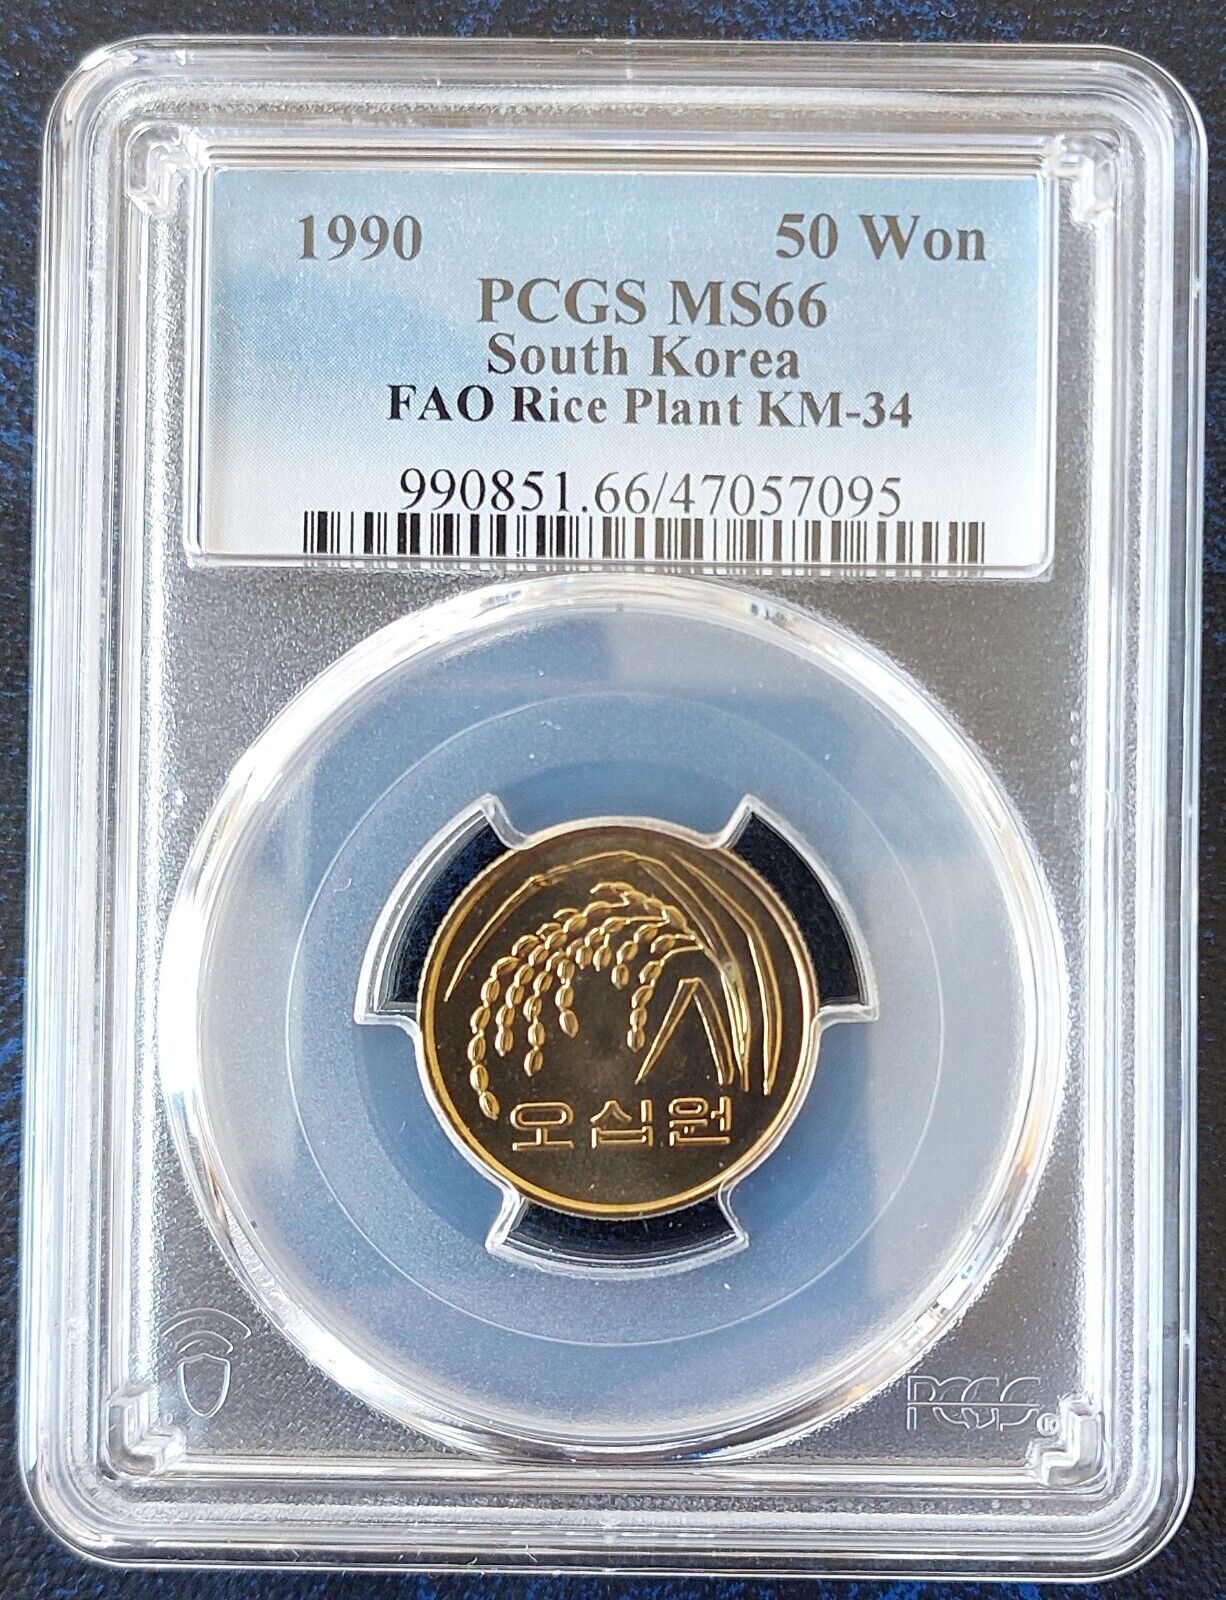 1990 50 Won
PCGS MS66
South Korea
FAO Rice Plant KM-34
990851.66/47057095
오십원
PCGS®